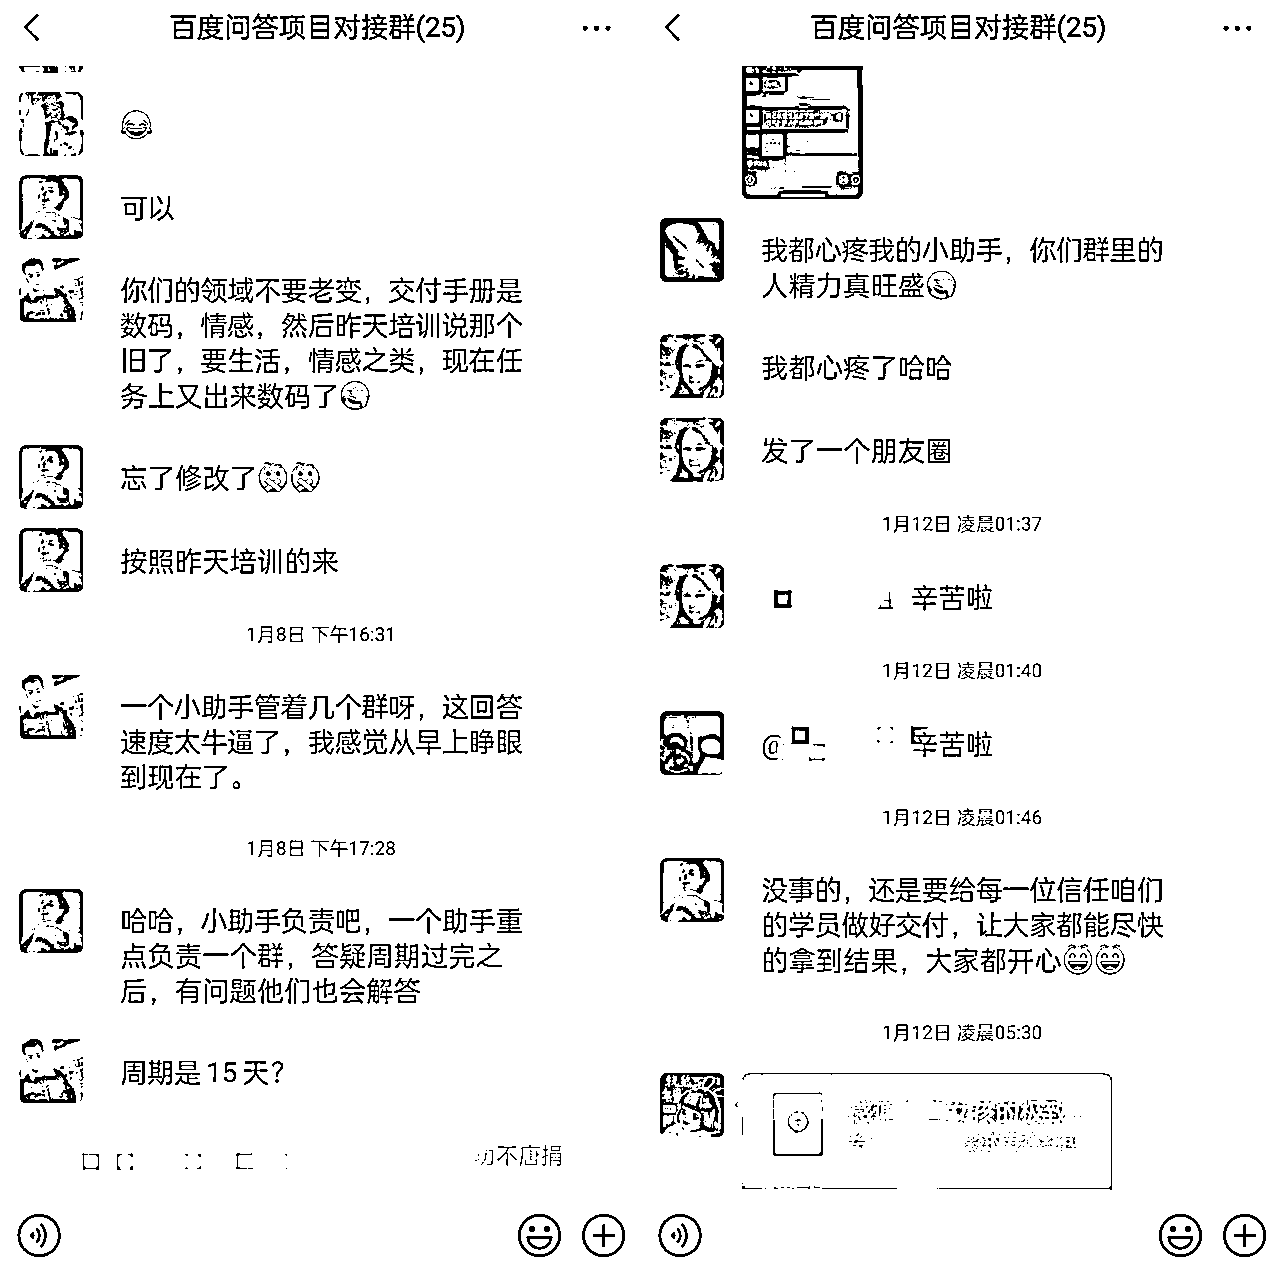 百度问答项目对接群(25)
可以
你们的领域不要老变，交付手册是
数码，情感，然后昨天培训说那个
旧了，要生活，情感之类，现在任
务上又出来数码了
忘了修改了
按照昨天培训的来
1月8日 下午16:31
一个小助手管着几个群呀，这回答
速度太牛逼了，我感觉从早上睁眼
到现在了。
1月8日 下午17:28
哈哈，小助手负责吧，一个助手重
点负责一个群，答疑周期过完之
后，有问题他们也会解答
周期是 15 天？
百度问答项目对接群(25)
我都心疼我的小助手，你们群里的
人精力真旺盛
我都心疼了哈哈
发了一个朋友圈
1月12日 凌晨01:37
辛苦啦
1月12日 凌晨01:40
@
辛苦啦
1月12日 凌晨01:46
没事的，还是要给每一位信任咱们
的学员做好交付，让大家都能尽快
的拿到结果，大家都开心
1月12日 凌晨05:30